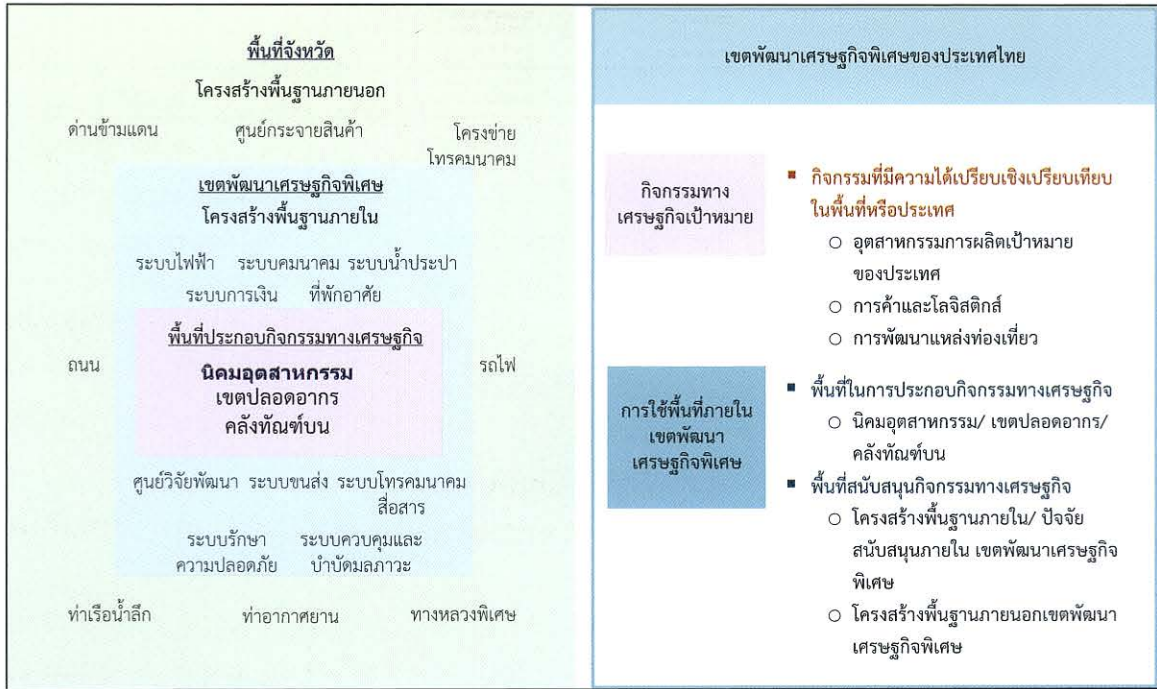 พื้นที่จังหวัด
โครงสร้างพื้นฐานภายนอก
ด่านข้ามแดน ศูนย์กระจายสินค้า โครงข่าย
โทรคมนาคม
เขตพัฒนาเศรษฐกิจพิเศษ
โครงสร้างพื้นฐานภายใน
ระบบไฟฟ้า ระบบคมนาคม ระบบน้ำประปา
ระบบการเงิน ที่พักอาศัย
พื้นที่ประกอบกิจกรรมทางเศรษฐกิจ
ถนน นิคมอุตสาหกรรม รถไฟ
เขตปลอดอากร
คลังทัณฑ์บน
ศูนย์วิจัยพัฒนา ระบบขนส่ง ระบบโทรคมนาคม
สื่อสาร
ระบบรักษา ระบบควบคุมและ
ความปลอดภัย บำบัดมลภาวะ
ท่าเรือน้ำลึก ท่าอากาศยาน ทางหลวงพิเศษ
เขตพัฒนาเศรษฐกิจพิเศษของประเทศไทย
กิจกรรมทาง
เศรษฐกิจเป้าหมาย
▪ กิจกรรมที่มีความได้เปรียบเชิงเปรียบเทียบ
ในพื้นที่หรือประเทศ
○ อุตสาหกรรมการผลิตเป้าหมาย
ของประเทศ
○ การค้าและโลจิสติกส์
○ การพัฒนาแหล่งท่องเที่ยว
การใช้พื้นที่ภายใน
เขตพัฒนา
เศรษฐกิจพิเศษ
▪ พื้นที่ในการประกอบกิจกรรมทางเศรษฐกิจ
○ นิคมอุตสาหกรรม/ เขตปลอดอากร/
คลังทัณฑ์บน
▪ พื้นที่สนับสนุนกิจกรรมทางเศรษฐกิจ
○ โครงสร้างพื้นฐานภายใน/ ปัจจัย
สนับสนุนภายใน เขตพัฒนาเศรษฐกิจ
พิเศษ
○ โครงสร้างพื้นฐานภายนอกเขตพัฒนา
เศรษฐกิจพิเศษ